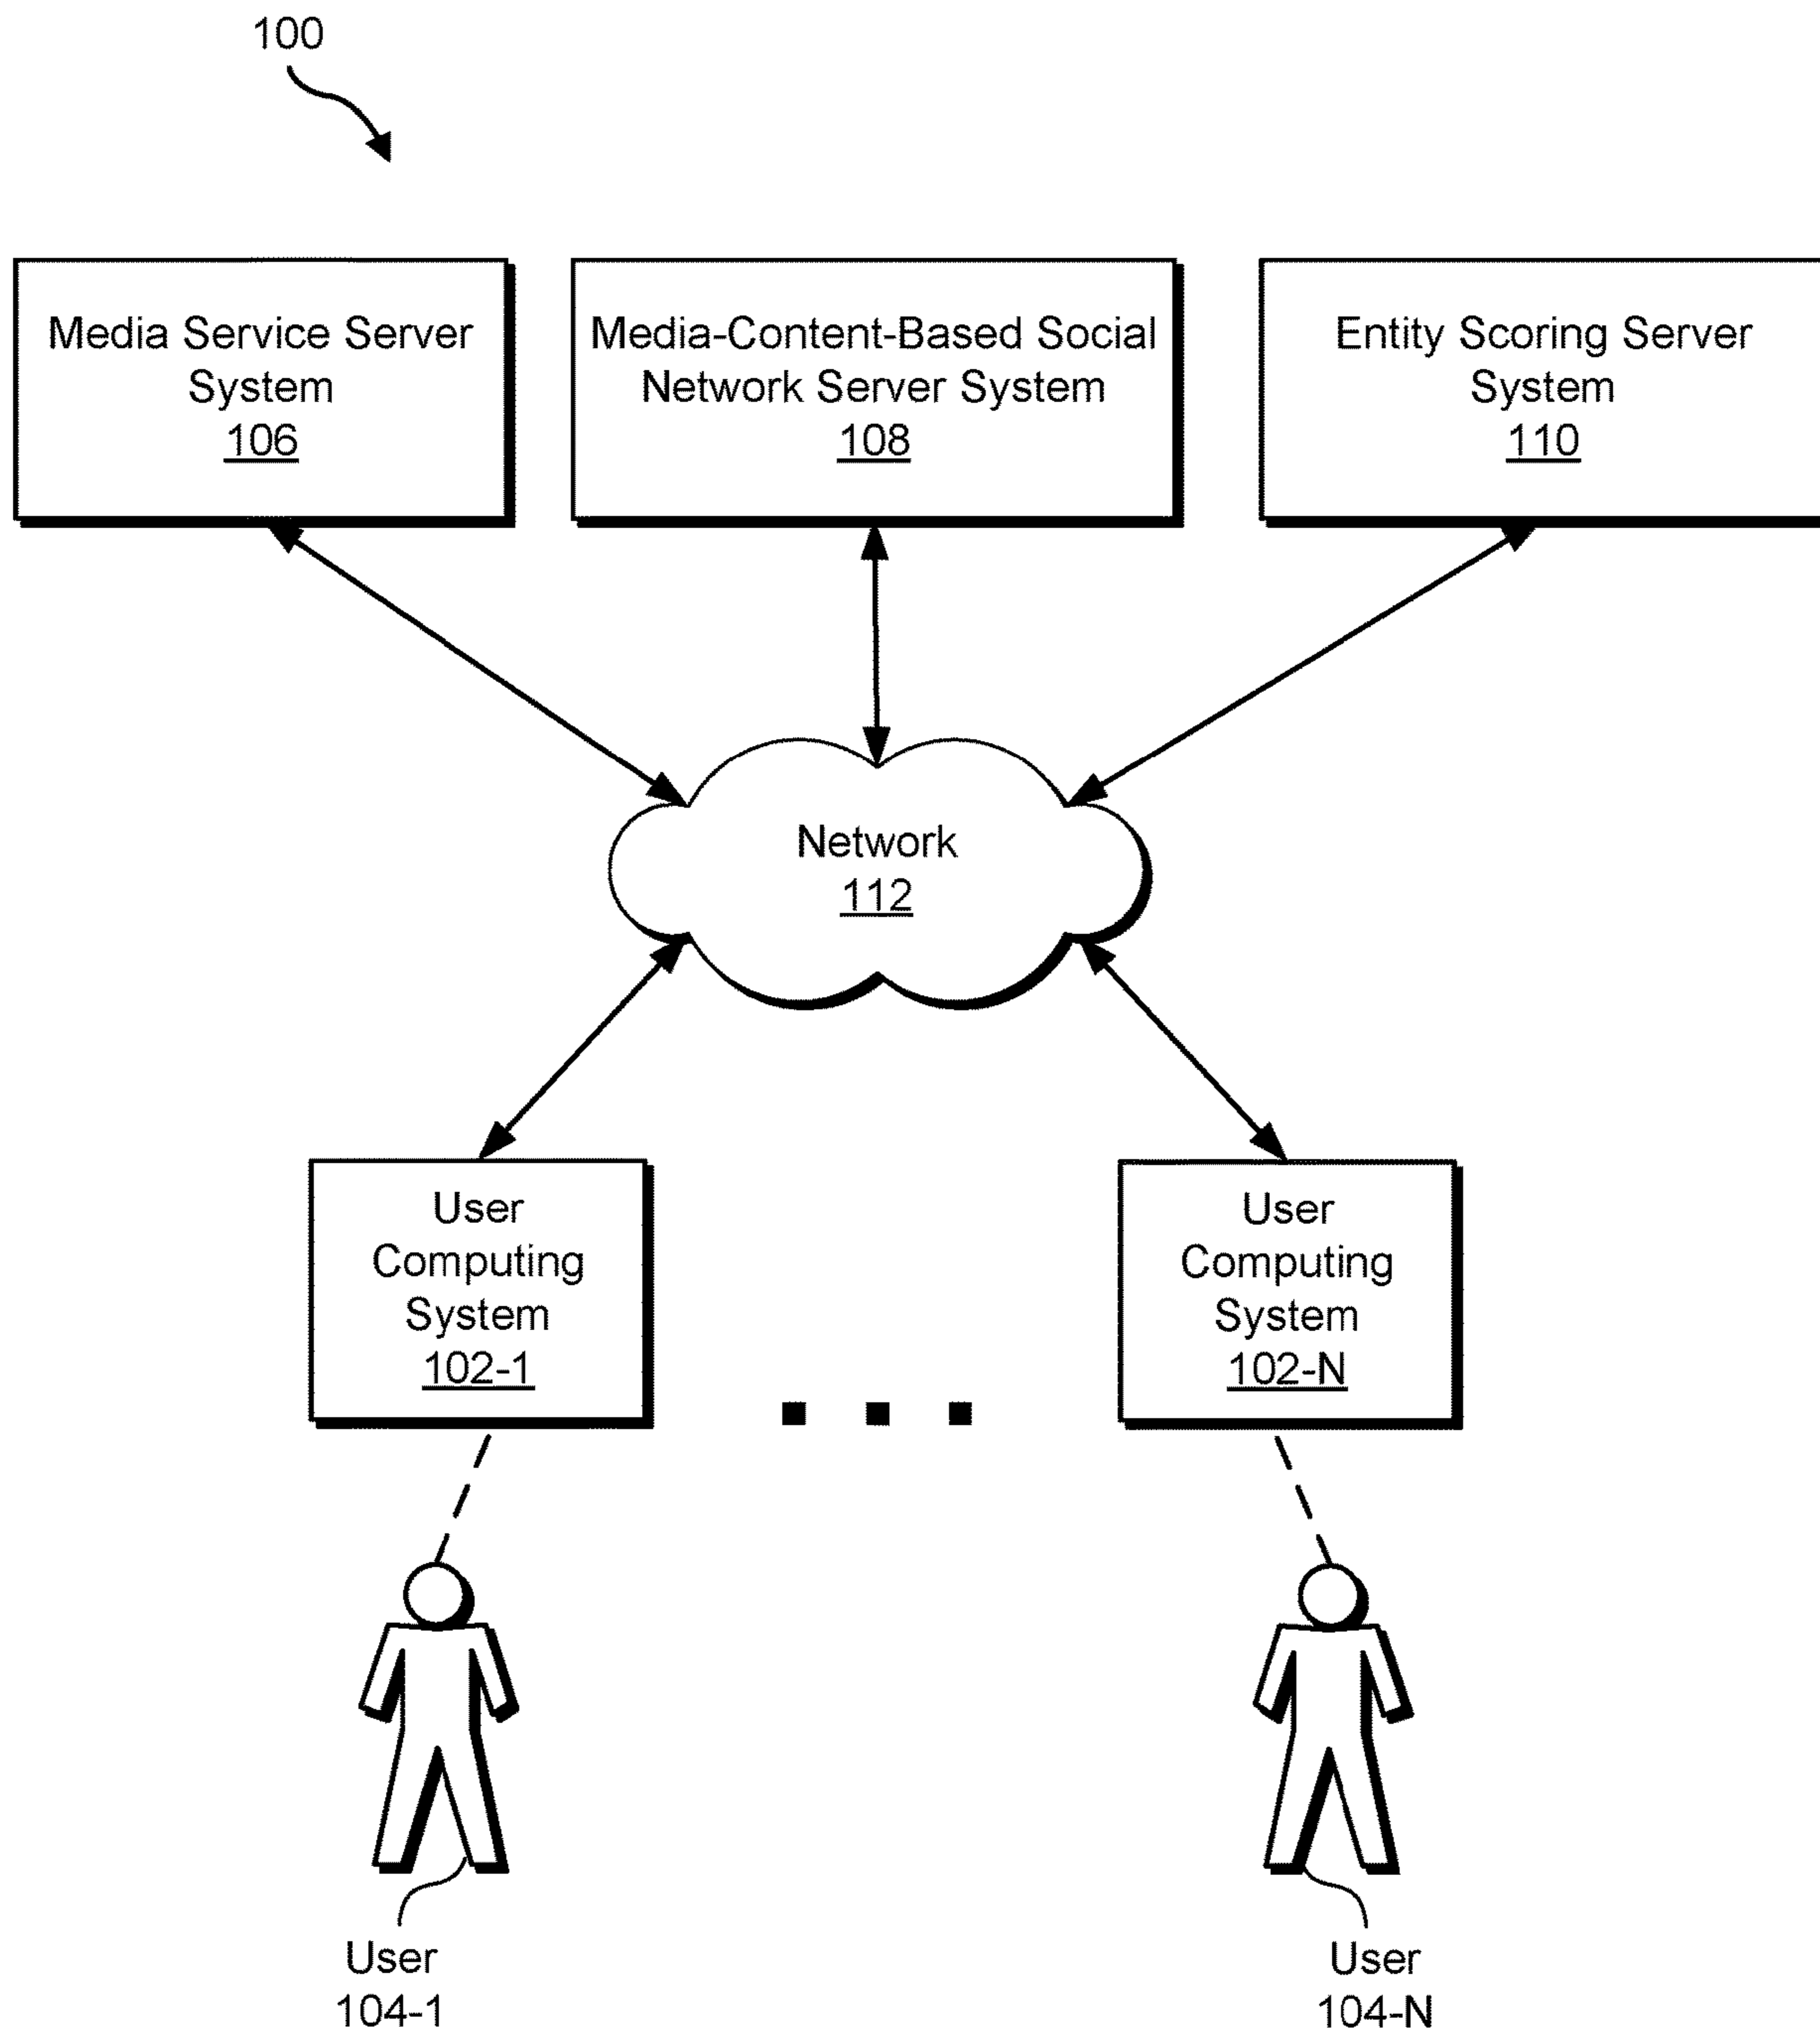 100
Media Service Server
System
106
Media-Content-Based Social
Network Server System
108
Entity Scoring Server
System
110
Network
112
User
Computing
System
102-1
User
Computing
System
102-N
User
104-1
User
104-N